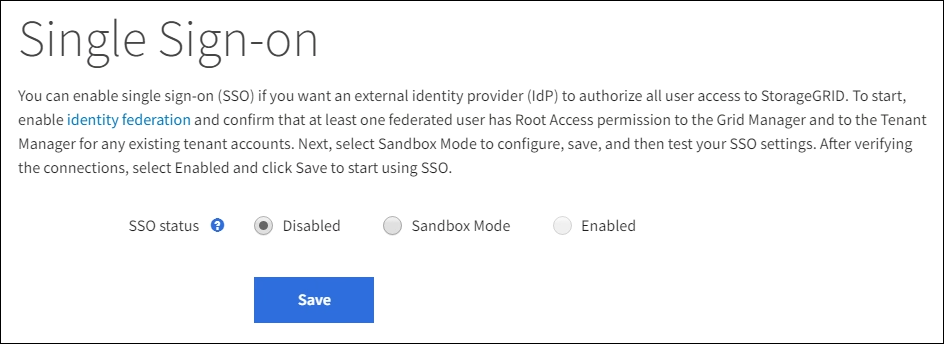 Single Sign-on
You can enable single sign-on (SSO) if you want an external identity provider (IdP) to authorize all user access to StorageGRID. To start,
enable identity federation and confirm that at least one federated user has Root Access permission to the Grid Manager and to the Tenant
Manager for any existing tenant accounts. Next, select Sandbox Mode to configure, save, and then test your SSO settings. After verifying
the connections, select Enabled and click Save to start using SSO.
SSO status ? Disabled Sandbox Mode Enabled
Save